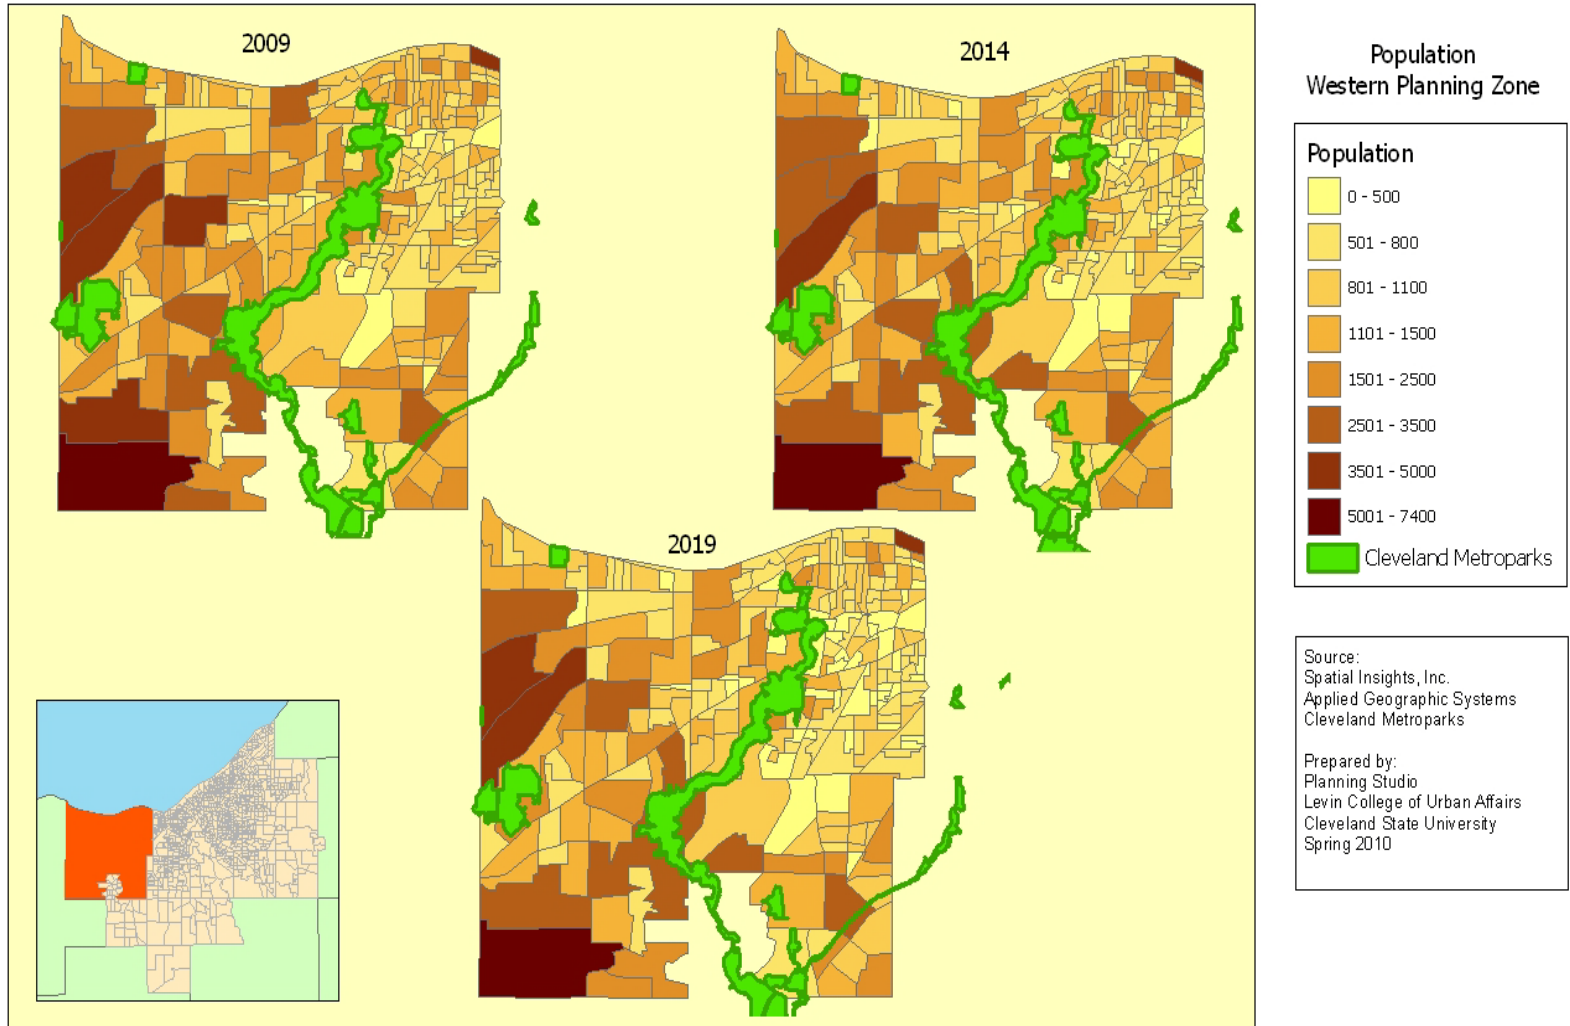 2009
2014
2019
Population
Western Planning Zone
Population
0 - 500
501 - 800
801 - 1100
1101 - 1500
1501 - 2500
2501 - 3500
3501 - 5000
5001 - 7400
Cleveland Metroparks
Source:
Spatial Insights, Inc.
Applied Geographic Systems
Cleveland Metroparks
Prepared by:
Planning Studio
Levin College of Urban Affairs
Cleveland State University
Spring 2010